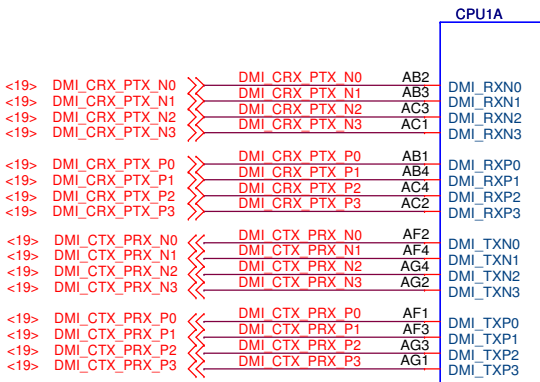 CPU1A
<19> DMI_CRX_PTX_N0 DMI_CRX_PTX_N0 AB2 DMI_RXN0
<19> DMI_CRX_PTX_N1 DMI_CRX_PTX_N1 AB3 DMI_RXN1
<19> DMI_CRX_PTX_N2 DMI_CRX_PTX_N2 AC3 DMI_RXN2
<19> DMI_CRX_PTX_N3 DMI_CRX_PTX_N3 AC1 DMI_RXN3
<19> DMI_CRX_PTX_P0 DMI_CRX_PTX_P0 AB1 DMI_RXP0
<19> DMI_CRX_PTX_P1 DMI_CRX_PTX_P1 AB4 DMI_RXP1
<19> DMI_CRX_PTX_P2 DMI_CRX_PTX_P2 AC4 DMI_RXP2
<19> DMI_CRX_PTX_P3 DMI_CRX_PTX_P3 AC2 DMI_RXP3
<19> DMI_CTX_PRX_N0 DMI_CTX_PRX_N0 AF2 DMI_TXN0
<19> DMI_CTX_PRX_N1 DMI_CTX_PRX_N1 AF4 DMI_TXN1
<19> DMI_CTX_PRX_N2 DMI_CTX_PRX_N2 AG4 DMI_TXN2
<19> DMI_CTX_PRX_N3 DMI_CTX_PRX_N3 AG2 DMI_TXN3
<19> DMI_CTX_PRX_P0 DMI_CTX_PRX_P0 AF1 DMI_TXP0
<19> DMI_CTX_PRX_P1 DMI_CTX_PRX_P1 AF3 DMI_TXP1
<19> DMI_CTX_PRX_P2 DMI_CTX_PRX_P2 AG3 DMI_TXP2
<19> DMI_CTX_PRX_P3 DMI_CTX_PRX_P3 AG1 DMI_TXP3